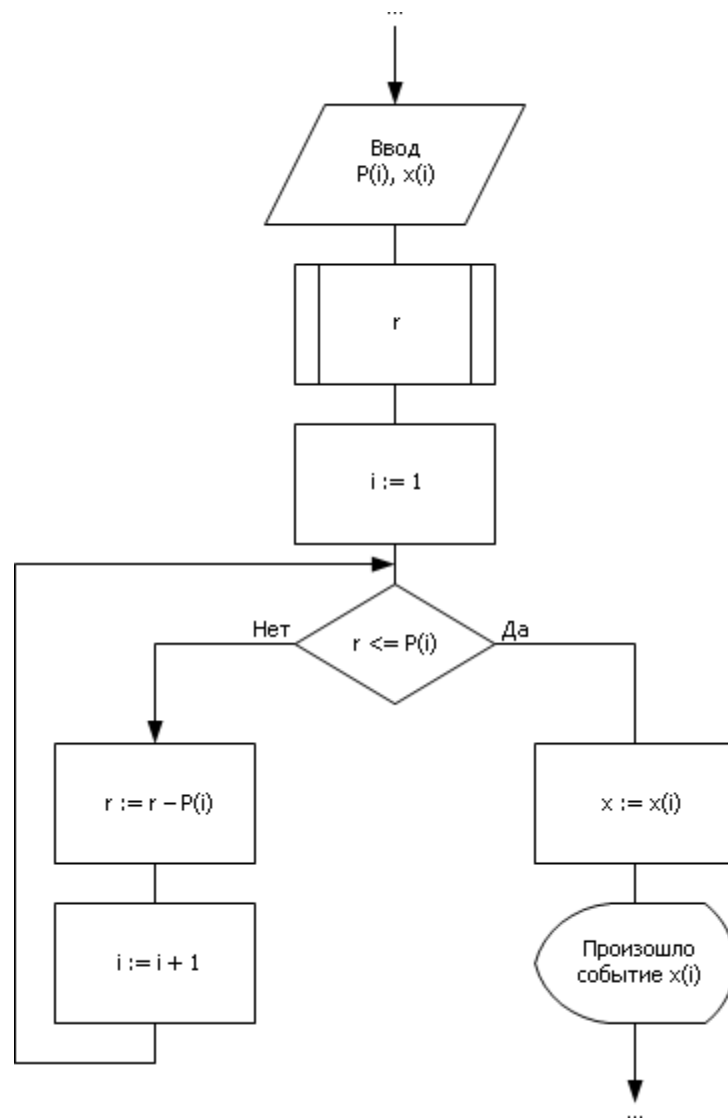 ...
Ввод
P(i), x(i)
r
i := 1
Нет
r <= P(i)
Да
r := r – P(i)
i := i + 1
x := x(i)
Произошло
событие x(i)
...